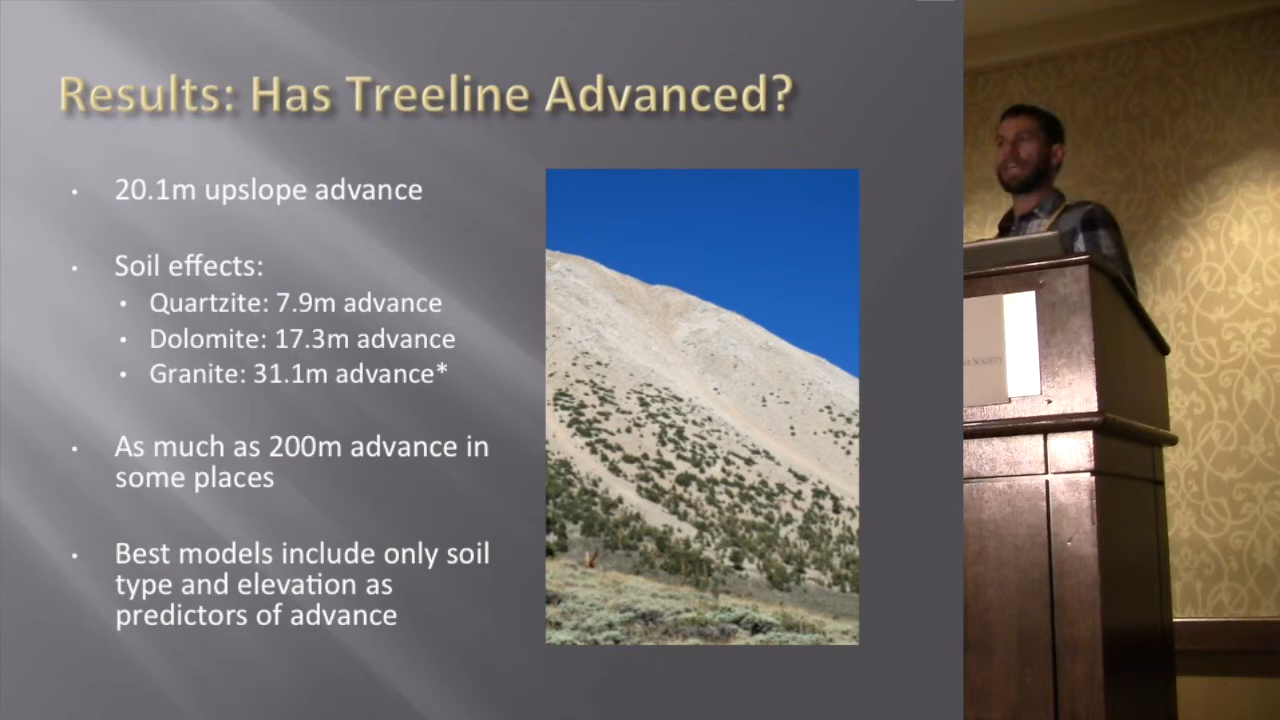 Results: Has Treeline Advanced?
• 20.1m upslope advance
• Soil effects:
• Quartzite: 7.9m advance
• Dolomite: 17.3m advance
• Granite: 31.1m advance*
• As much as 200m advance in
some places
• Best models include only soil
type and elevation as
predictors of advance
SOCIETY